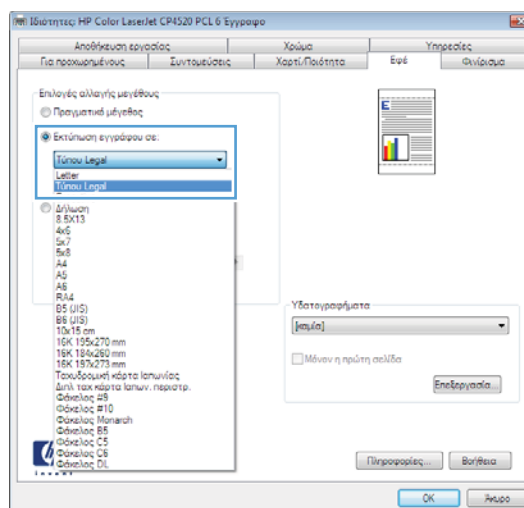 Ιδιότητες: HP Color LaserJet CP4520 PCL 6 Έγγραφο
Αποθήκευση εργασίας Χρώμα Υπηρεσίες
Για προχωρημένους Συντομεύσεις Χαρτί/Ποιότητα Εφέ Φινίρισμα
Επιλογές αλλαγής μεγέθους
Πραγματικό μέγεθος
Εκτύπωση εγγράφου σε:
Τύπου Legal
Letter
Τύπου Legal
Δήλωση
8.5X13
4x6
5x7
5x8
A4
A5
A6
RA4
B5 (JIS)
B6 (JIS)
10x15 cm
16K 195x270 mm
16K 184x260 mm
16K 197x273 mm
Ταχυδρομική κάρτα Ιαπωνίας
Διπλ ταχ κάρτα Ιαπων. περιστρ.
Φάκελος #9
Φάκελος #10
Φάκελος Monarch
Φάκελος B5
Φάκελος C5
Φάκελος C6
Φάκελος DL
E
Υδατογραφήματα
[καμία]
Μόνον η πρώτη σελίδα
Επεξεργασία...
invent
Πληροφορίες... Βοήθεια
OK Άκυρο